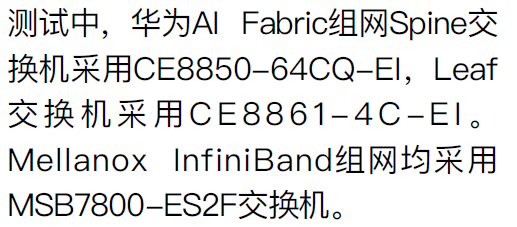 测试中，华为AI Fabric组网Spine交
换机采用CE8850-64CQ-EI，Leaf
交换机采用CE8861-4C-EI。
Mellanox InfiniBand组网均采用
MSB7800-ES2F交换机。